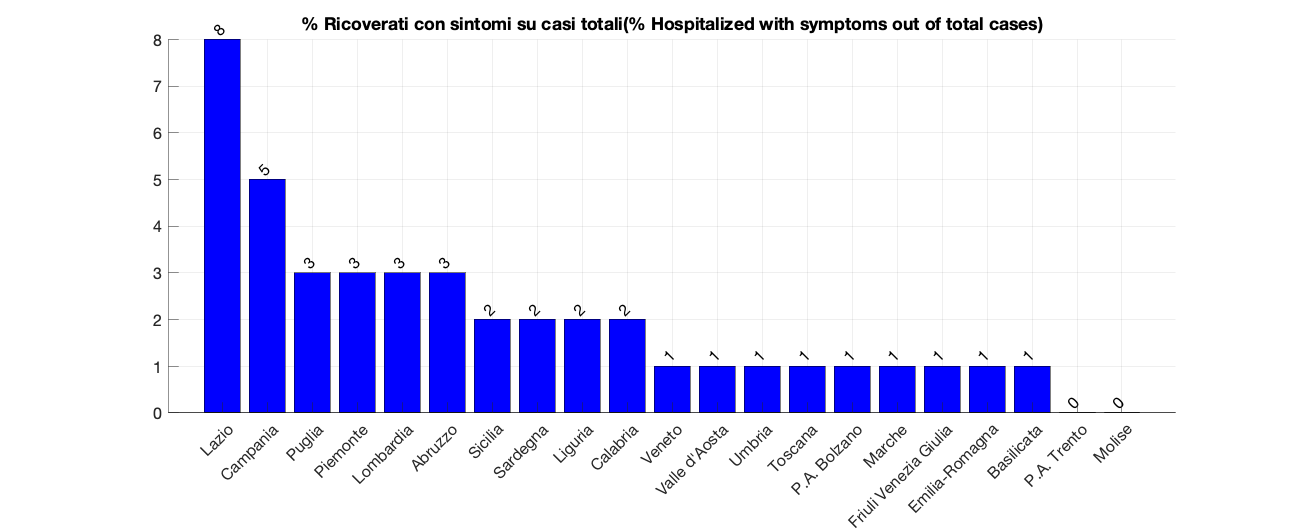 % Ricoverati con sintomi su casi totali(% Hospitalized with symptoms out of total cases)
8
7
6
5
4
3
2
1
0
8
5
3
3
3
3
2
2
2
2
1
1
1
1
1
1
1
1
1
0
0
Lazio
Campania
Puglia
Piemonte
Lombardia
Abruzzo
Sicilia
Sardegna
Liguria
Calabria
Veneto
Valle d'Aosta
Umbria
Toscana
P.A. Bolzano
Marche
Friuli Venezia Giulia
Emilia-Romagna
Basilicata
P.A. Trento
Molise